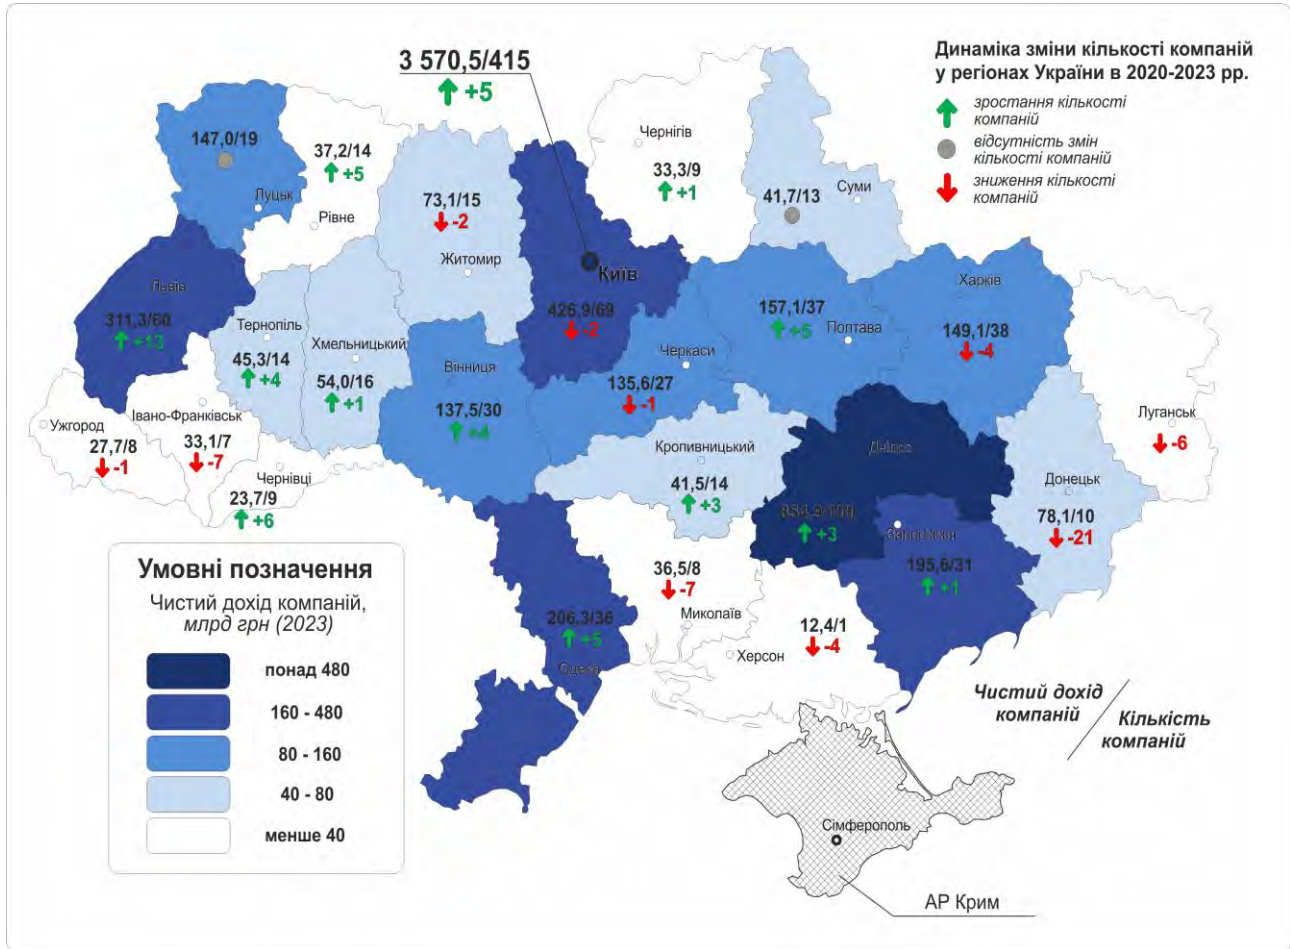 3 570,5/415
+5
Динаміка зміни кількості компаній
у регіонах України в 2020-2023 рр.
зростання кількості
компаній
відсутність змін
кількості компаній
зниження кількості
компаній
147,0/19
Луцьк
37,2/14
+5
Рівне
73,1/15
-2
Житомир
Київ
426,9/69
-2
Чернігів
33,3/9
+1
Суми
41,7/13
Львів
311,3/60
+13
Тернопіль
45,3/14
+4
Хмельницький
54,0/16
+1
Вінниця
137,5/30
+4
Черкаси
135,6/27
-1
157,1/37
+5
Полтава
Харків
149,1/38
-4
Луганськ
-6
Ужгород
27,7/8
-1
Івано-Франківськ
33,1/7
-7
Чернівці
23,7/9
+6
Кропивницький
41,5/14
+3
Дніпро
+3
Донецьк
78,1/10
-21
Запоріжжя
195,6/31
+1
36,5/8
-7
Миколаїв
206,3/36
+5
Одеса
12,4/1
-4
Херсон
Умовні позначення
Чистий дохід компаній,
млрд грн (2023)
понад 480
160 - 480
80 - 160
40 - 80
менше 40
Чистий дохід
компаній
Кількість
компаній
Сімферополь
АР Крим